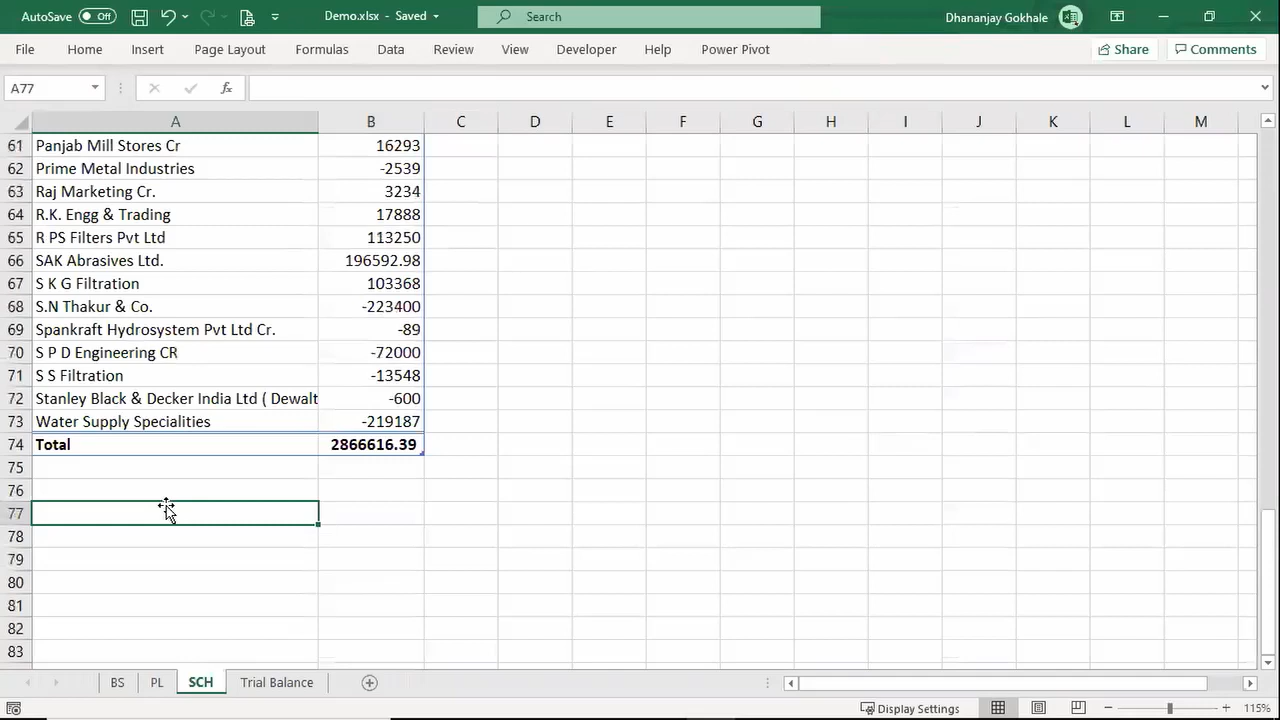 AutoSave Off Demo.xlsx - Saved Search Dhananjay Gokhale
File Home Insert Page Layout Formulas Data Review View Developer Help Power Pivot Share Comments
A77 fx
A B C D E F G H I J K L M
61 Panjab Mill Stores Cr 16293
62 Prime Metal Industries -2539
63 Raj Marketing Cr. 3234
64 R.K. Engg & Trading 17888
65 R PS Filters Pvt Ltd 113250
66 SAK Abrasives Ltd. 196592.98
67 S K G Filtration 103368
68 S.N Thakur & Co. -223400
69 Spankraft Hydrosystem Pvt Ltd Cr. -89
70 S P D Engineering CR -72000
71 S S Filtration -13548
72 Stanley Black & Decker India Ltd ( Dewalt -600
73 Water Supply Specialities -219187
74 Total 2866616.39
75
76
77
78
79
80
81
82
83
BS PL SCH Trial Balance
Display Settings 115%